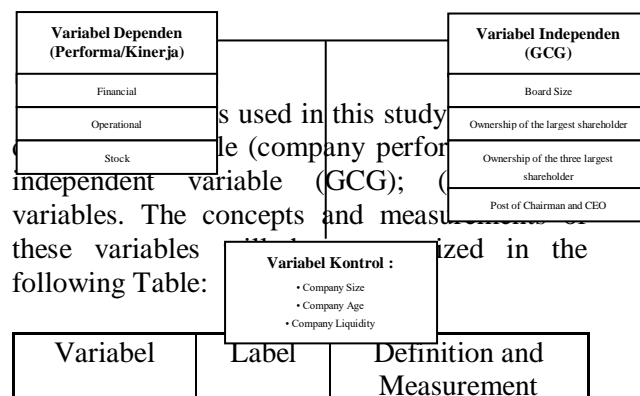 Variabel Dependen
(Performa/Kinerja)
Financial
Operational
Stock
Variabel Independen
(GCG)
Board Size
Ownership of the largest shareholder
Ownership of the three largest
shareholder
Post of Chairman and CEO
used in this study
(company
independent variable (GCG); (
variables. The concepts and measurements of
these variables in the
following Table:
Variabel Kontrol :
• Company Size
• Company Age
• Company Liquidity
Variabel
Label
Definition and
Measurement